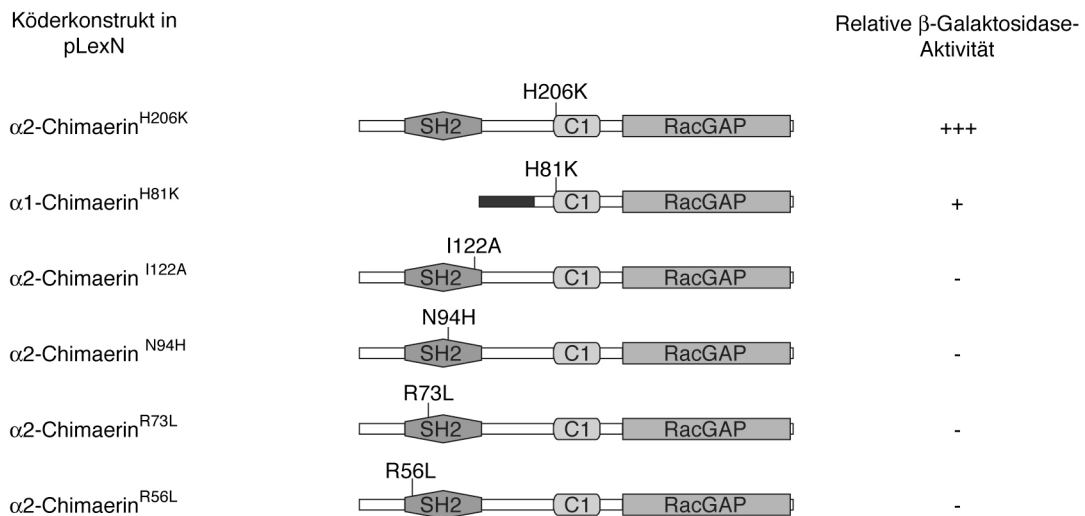 Köderkonstrukt in
pLexN
Relative β-Galaktosidase-
Aktivität
H206K
α2-Chimaerin^H206K SH2 C1 RacGAP +++
H81K
α1-Chimaerin^H81K C1 RacGAP +
I122A
α2-Chimaerin ^I122A SH2 C1 RacGAP -
N94H
α2-Chimaerin ^N94H SH2 C1 RacGAP -
R73L
α2-Chimaerin^R73L SH2 C1 RacGAP -
R56L
α2-Chimaerin^R56L SH2 C1 RacGAP -